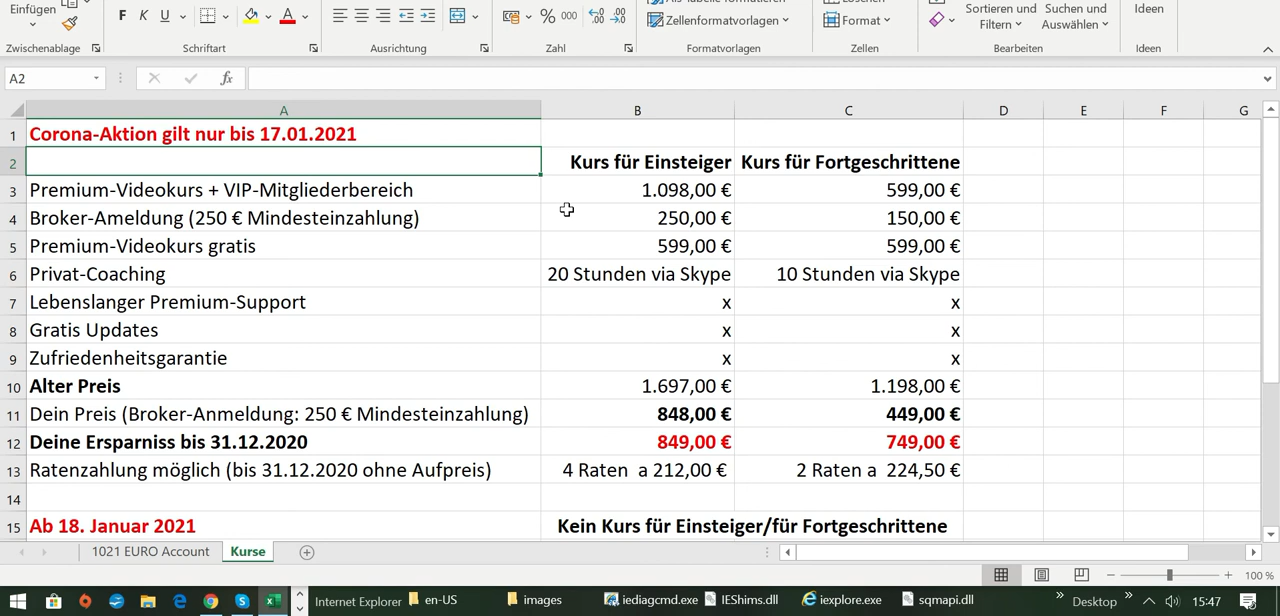 Einfügen
F K U A % 000
Als Tabelle formatieren
Löschen
Sortieren und Suchen und Ideen
Zellenformatvorlagen Format Filtern Auswählen
Zwischenablage Schriftart Ausrichtung Zahl Formatvorlagen Zellen Bearbeiten Ideen
A2 fx
A B C D E F G
1 Corona-Aktion gilt nur bis 17.01.2021
2 Kurs für Einsteiger Kurs für Fortgeschrittene
3 Premium-Videokurs + VIP-Mitgliederbereich 1.098,00 € 599,00 €
4 Broker-Ameldung (250 € Mindesteinzahlung) 250,00 € 150,00 €
5 Premium-Videokurs gratis 599,00 € 599,00 €
6 Privat-Coaching 20 Stunden via Skype 10 Stunden via Skype
7 Lebenslanger Premium-Support x x
8 Gratis Updates x x
9 Zufriedenheitsgarantie x x
10 Alter Preis 1.697,00 € 1.198,00 €
11 Dein Preis (Broker-Anmeldung: 250 € Mindesteinzahlung) 848,00 € 449,00 €
12 Deine Ersparniss bis 31.12.2020 849,00 € 749,00 €
13 Ratenzahlung möglich (bis 31.12.2020 ohne Aufpreis) 4 Raten a 212,00 € 2 Raten a 224,50 €
14
15 Ab 18. Januar 2021 Kein Kurs für Einsteiger/für Fortgeschrittene
1021 EURO Account Kurse
100 %
Internet Explorer en-US images iediagcmd.exe IEShims.dll iexplore.exe sqmapi.dll Desktop 15:47